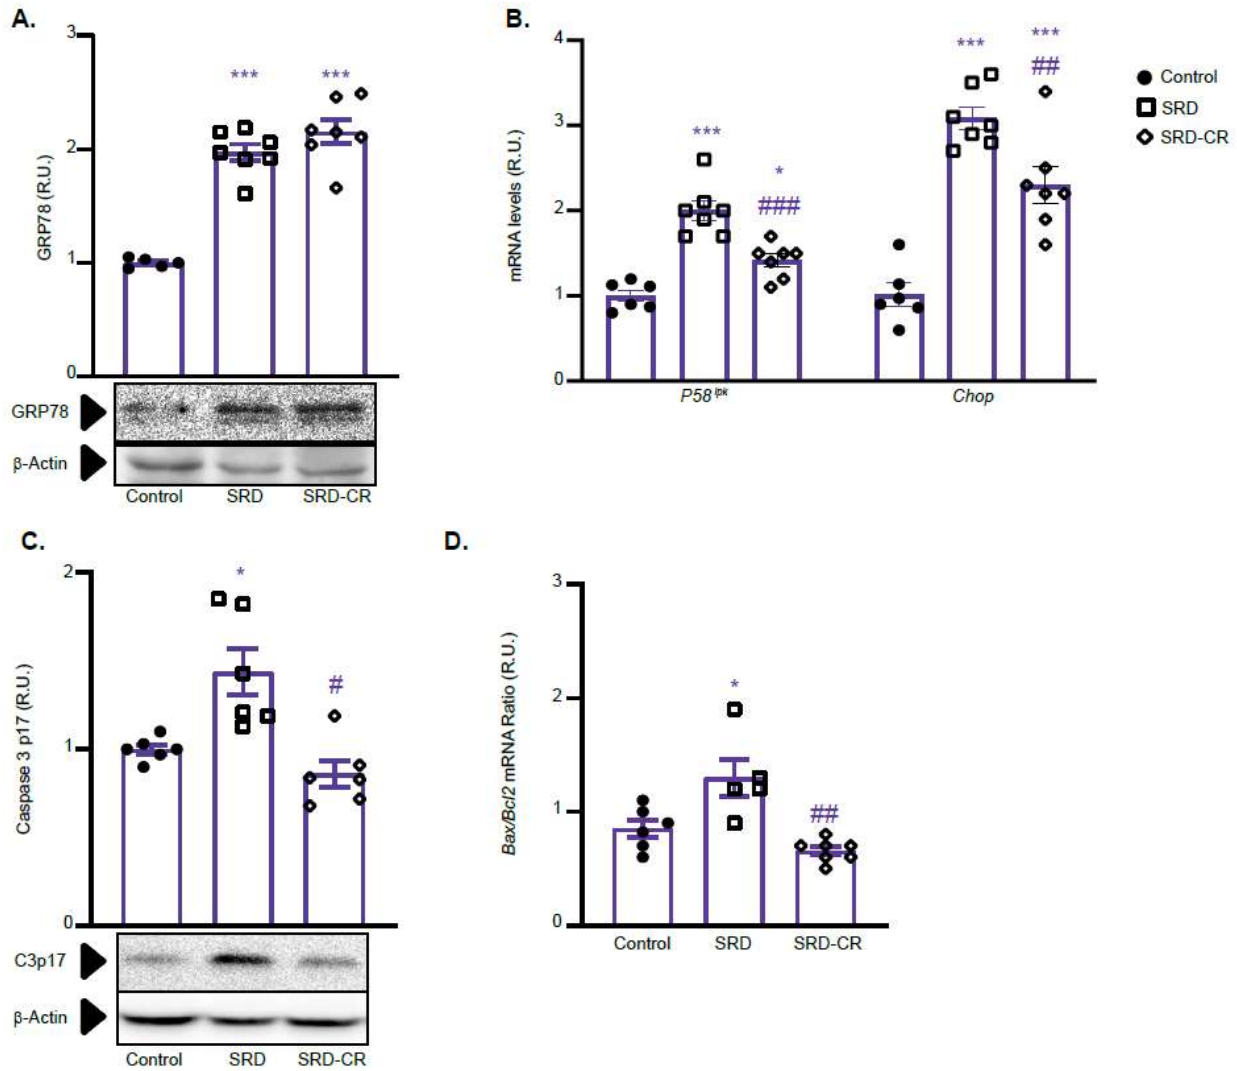 A.
3
2
1
0
GRP78 (R.U.)
***
***
GRP78
β-Actin
Control SRD SRD-CR
B.
4
3
2
1
0
mRNA levels (R.U.)
***
*
###
***
***
##
P58 Ipk
Chop
Control
SRD
SRD-CR
C.
2
1
0
Caspase 3 p17 (R.U.)
*
#
C3p17
β-Actin
Control SRD SRD-CR
D.
3
2
1
0
Bax/Bcl2 mRNA Ratio (R.U.)
*
##
Control SRD SRD-CR